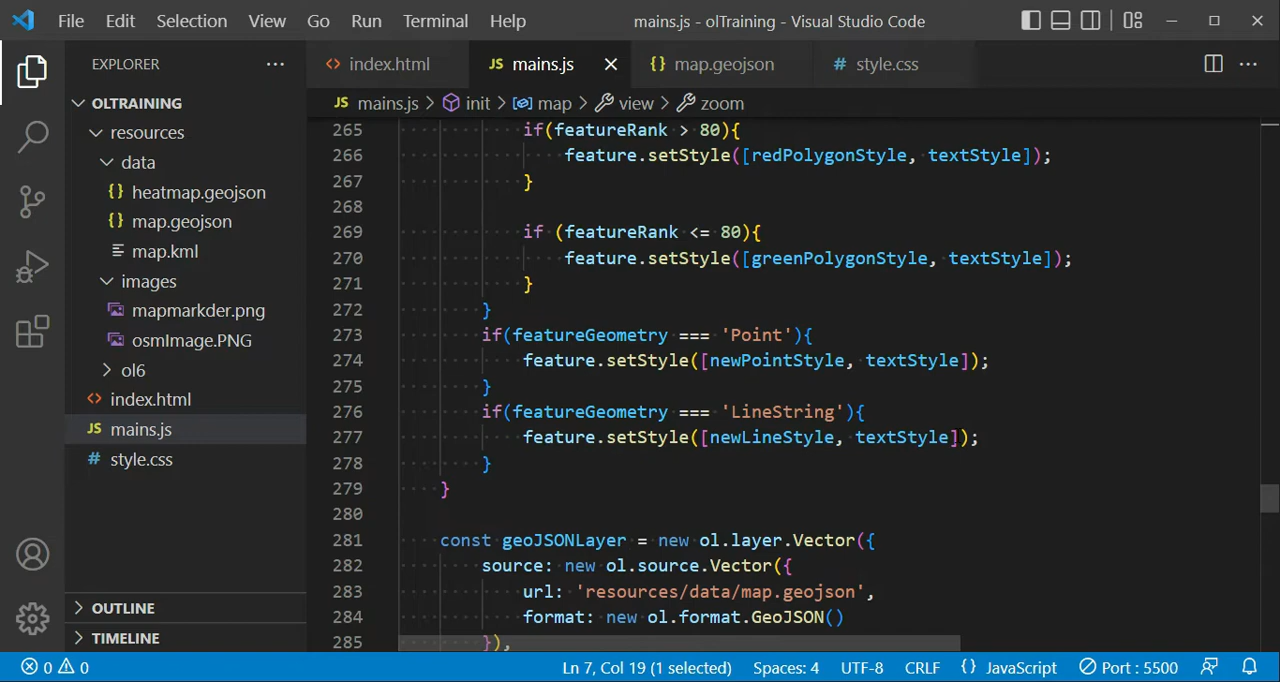 File Edit Selection View Go Run Terminal Help mains.js - olTraining - Visual Studio Code
EXPLORER ...
OLTRAINING
resources
data
{} heatmap.geojson
{} map.geojson
map.kml
images
mapmarkder.png
osmImage.PNG
ol6
<> index.html
JS mains.js
# style.css
OUTLINE
TIMELINE
<> index.html JS mains.js {} map.geojson # style.css
JS mains.js > init > map > view > zoom
265 if(featureRank > 80){
266 feature.setStyle([redPolygonStyle, textStyle]);
267 }
268
269 if (featureRank <= 80){
270 feature.setStyle([greenPolygonStyle, textStyle]);
271 }
272 }
273 if(featureGeometry === 'Point'){
274 feature.setStyle([newPointStyle, textStyle]);
275 }
276 if(featureGeometry === 'LineString'){
277 feature.setStyle([newLineStyle, textStyle]);
278 }
279 }
280
281 const geoJSONLayer = new ol.layer.Vector({
282 source: new ol.source.Vector({
283 url: 'resources/data/map.geojson',
284 format: new ol.format.GeoJSON()
285 }),
0 0 Ln 7, Col 19 (1 selected) Spaces: 4 UTF-8 CRLF {} JavaScript Port : 5500